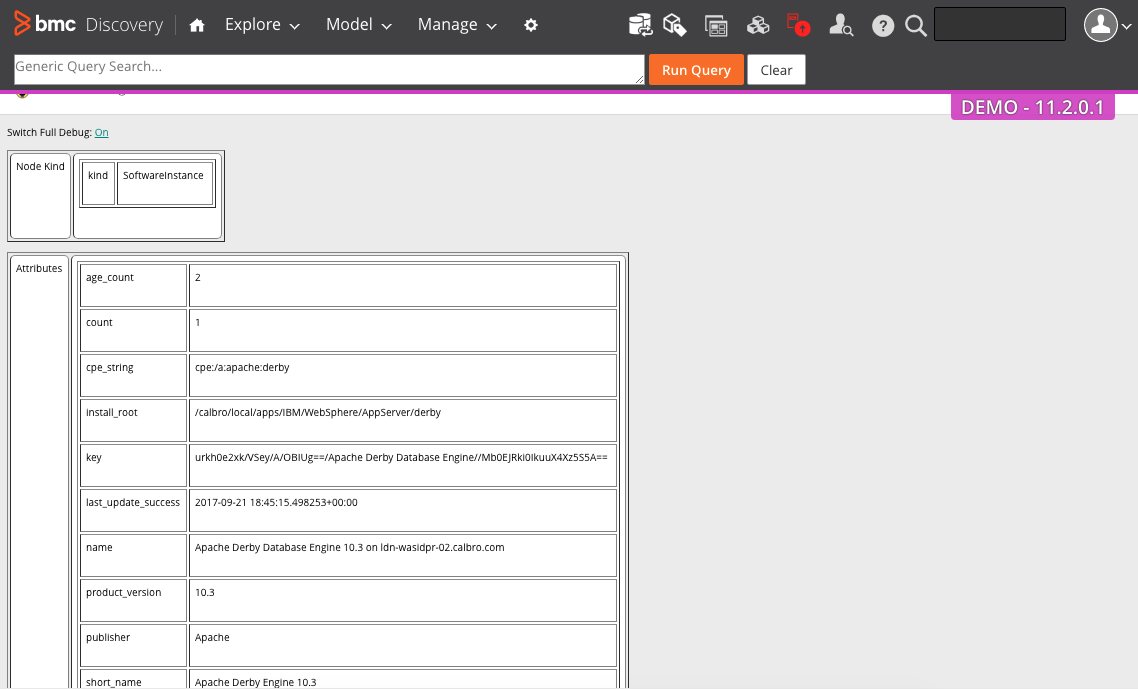 bmc Discovery
Explore
Model
Manage
?
Generic Query Search...
Run Query
Clear
DEMO - 11.2.0.1
Switch Full Debug: On
Node Kind
kind
SoftwareInstance
Attributes
age_count 2
count 1
cpe_string cpe:/a:apache:derby
install_root /calbro/local/apps/IBM/WebSphere/AppServer/derby
key urkh0e2xk/VSey/A/OBIUg==/Apache Derby Database Engine//Mb0EJRki0IkuuX4Xz5S5A==
last_update_success 2017-09-21 18:45:15.498253+00:00
name Apache Derby Database Engine 10.3 on ldn-wasidpr-02.calbro.com
product_version 10.3
publisher Apache
short_name Apache Derby Engine 10.3